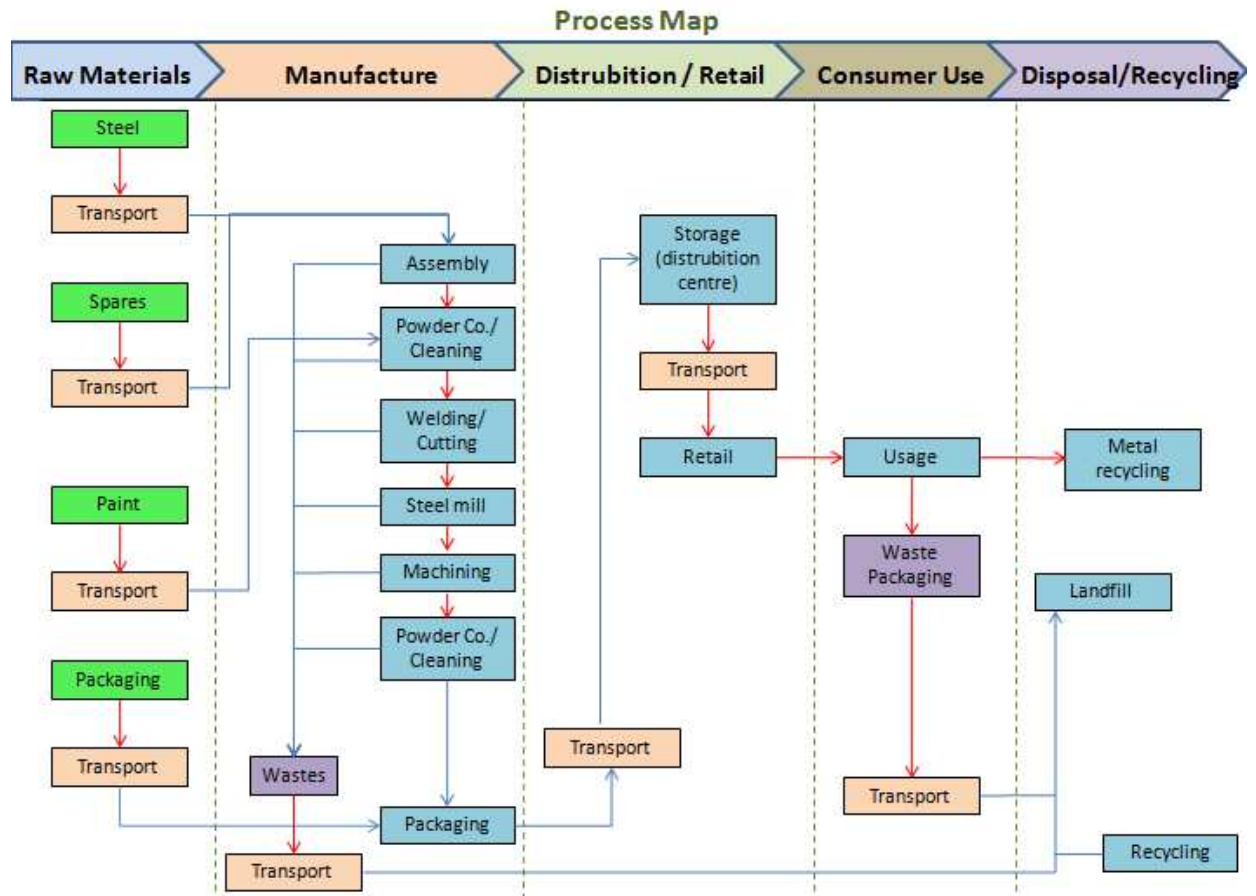 Process Map
Raw Materials
Manufacture
Distrubition / Retail
Consumer Use
Disposal/Recycling
Steel
Transport
Spares
Transport
Paint
Transport
Packaging
Transport
Assembly
Powder Co./
Cleaning
Welding/
Cutting
Steel mill
Machining
Powder Co./
Cleaning
Wastes
Packaging
Transport
Storage
(distrubition
centre)
Transport
Retail
Transport
Usage
Waste
Packaging
Transport
Metal
recycling
Landfill
Recycling